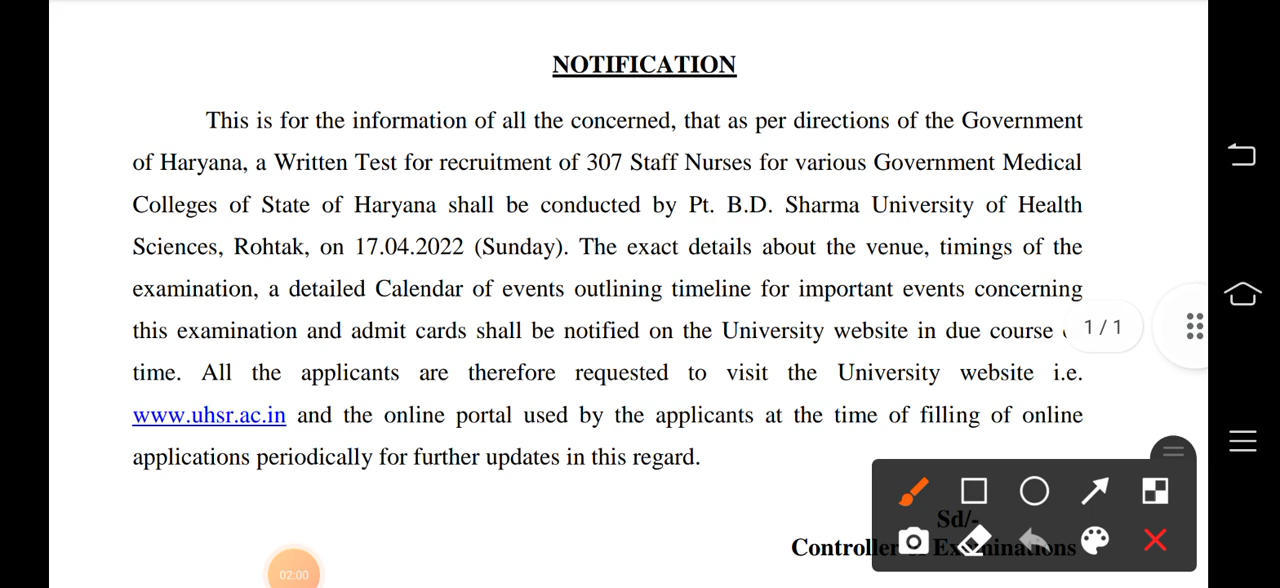 NOTIFICATION
This is for the information of all the concerned, that as per directions of the Government
of Haryana, a Written Test for recruitment of 307 Staff Nurses for various Government Medical
Colleges of State of Haryana shall be conducted by Pt. B.D. Sharma University of Health
Sciences, Rohtak, on 17.04.2022 (Sunday). The exact details about the venue, timings of the
examination, a detailed Calendar of events outlining timeline for important events concerning
this examination and admit cards shall be notified on the University website in due course
1 / 1
time. All the applicants are therefore requested to visit the University website i.e.
www.uhsr.ac.in and the online portal used by the applicants at the time of filling of online
applications periodically for further updates in this regard.
Sd/-
Controller Examinations
02:00